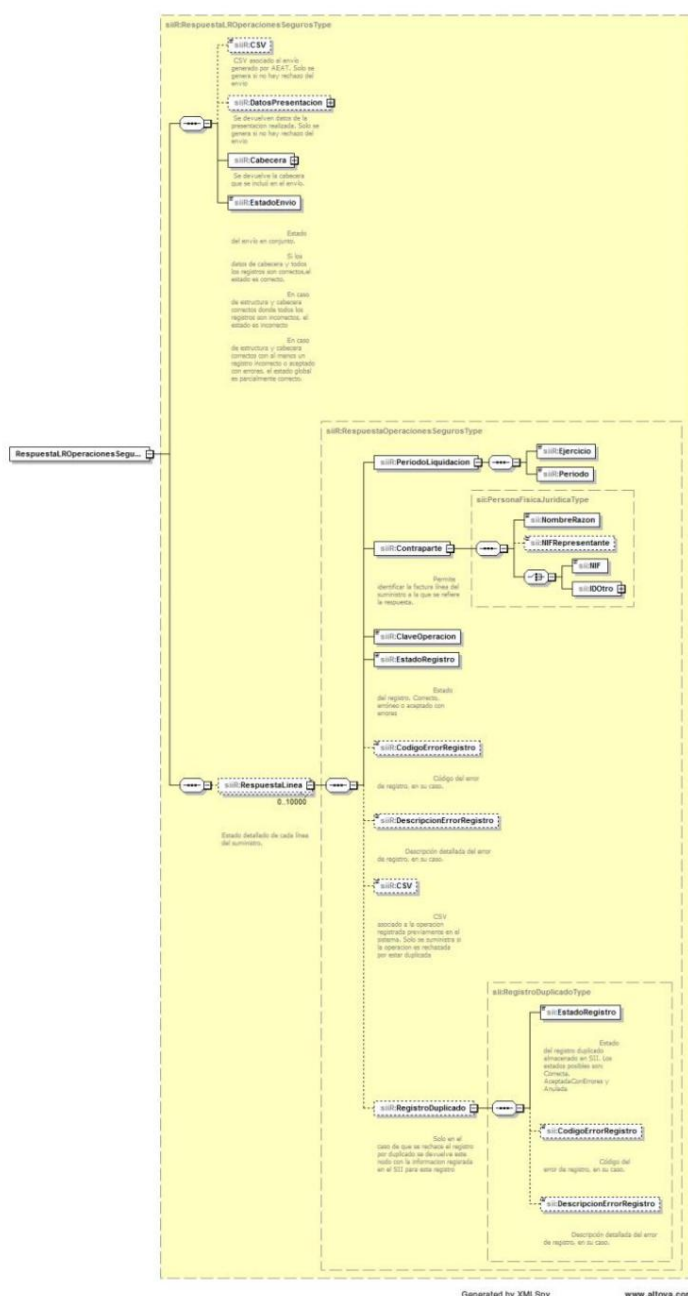 siiR:RespuestaLROperacionesSegurosType
siiR:CSV
CSV asociado al envío
generado por AEAT. Solo se
genera si no hay rechazo del
envio
siiR:DatosPresentacion
Se devuelven datos de la
presentacion realizada. Solo se
genera si no hay rechazo del
envio
siiR:Cabecera
Se devuelve la cabecera
que se incluó en el envío.
siiR:EstadoEnvio
Estado
del envío en conjunto.
Si los
datos de cabecera y todos
los registros son correctos,el
estado es correcto.
En caso
de estructura y cabecera
correctos donde todos los
registros son incorrectos, el
estado es incorrecto
En caso
de estructura y cabecera
correctos con al menos un
registro incorrecto o aceptado
con errores, el estado global
es parcialmente correcto.
RespuestaLROperacionesSegu...
siiR:RespuestaLinea
0..10000
Estado detallado de cada línea
del suministro.
siiR:RespuestaOperacionesSegurosType
siiR:PeriodoLiquidacion
siiR:Ejercicio
siiR:Periodo
sii:PersonaFisicaJuridicaType
siiR:Contraparte
sii:NombreRazon
sii:NIFRepresentante
sii:NIF
sii:IDOtro
Permite
identificar la factura línea del
suministro a la que se refiere
la respuesta.
siiR:ClaveOperacion
siiR:EstadoRegistro
Estado
del registro. Correcto,
erróneo o aceptado con
errores
siiR:CodigoErrorRegistro
Código del error
de registro, en su caso.
siiR:DescripcionErrorRegistro
Descripción detallada del error
de registro, en su caso.
siiR:CSV
CSV
asociado a la operacion
registrada previamente en el
sistema. Solo se suministra si
la operacion es rechazada
por estar duplicada
siiR:RegistroDuplicado
Solo en el
caso de que se rechace el registro
por duplicado se devuelve este
nodo con la informacion registrada
en el SII para este registro
sii:RegistroDuplicadoType
sii:EstadoRegistro
Estado
del registro duplicado
almacenado en SII. Los
estados posibles son:
Correcta,
AceptadaConErrores y
Anulada
sii:CodigoErrorRegistro
Código del
error de registro, en su caso.
sii:DescripcionErrorRegistro
Descripción detallada del error
de registro, en su caso.
Generated by XMLSpy
www.altova.com